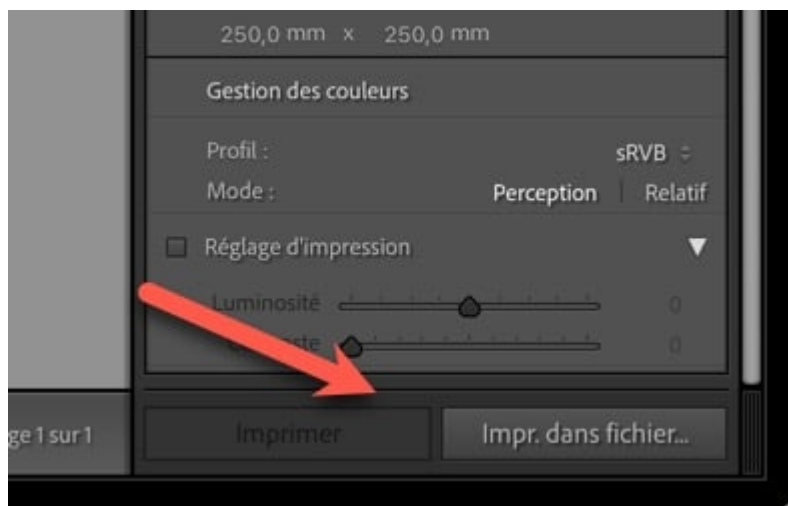 250,0 mm x 250,0 mm
Gestion des couleurs
Profil : sRVB
Mode : Perception Relatif
Réglage d'impression
Luminosité 0
0
ge 1 sur 1 Imprimer Impr. dans fichier...